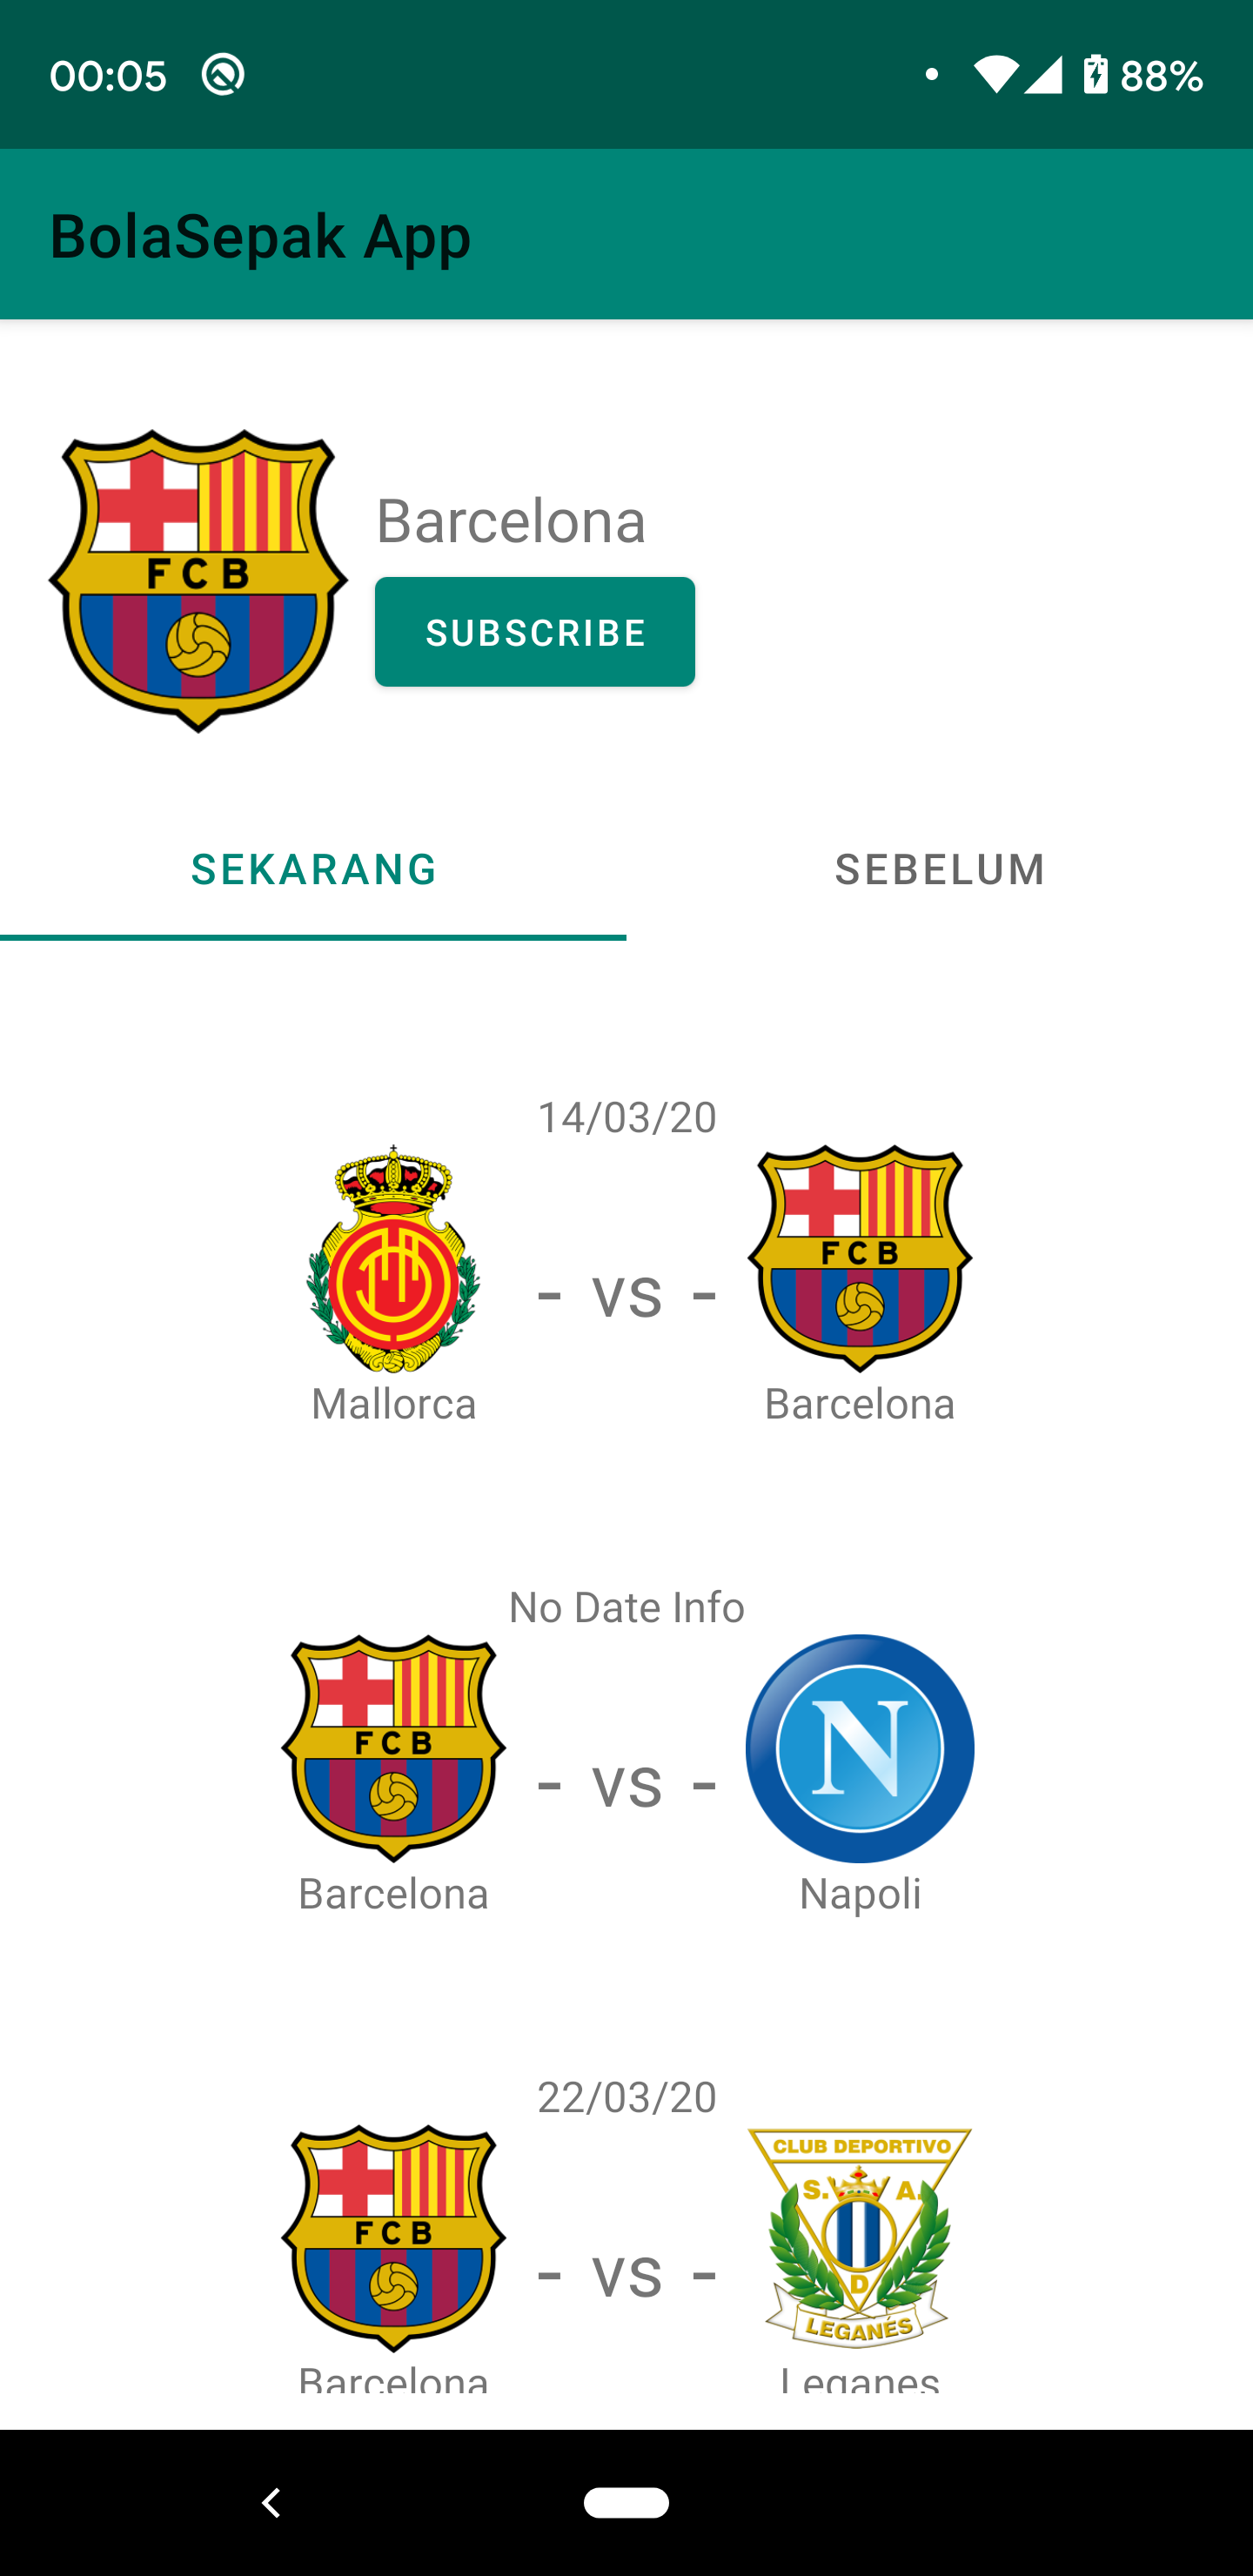 00:05 88%
BolaSepak App
FCB
Barcelona
SUBSCRIBE
SEKARANG SEBELUM
14/03/20
FCB
- vs -
Mallorca Barcelona
No Date Info
FCB N
- vs -
Barcelona Napoli
22/03/20
CLUB DEPORTIVO
S. A.
FCB
D
- vs -
LEGANÉS
Barcelona Leganes